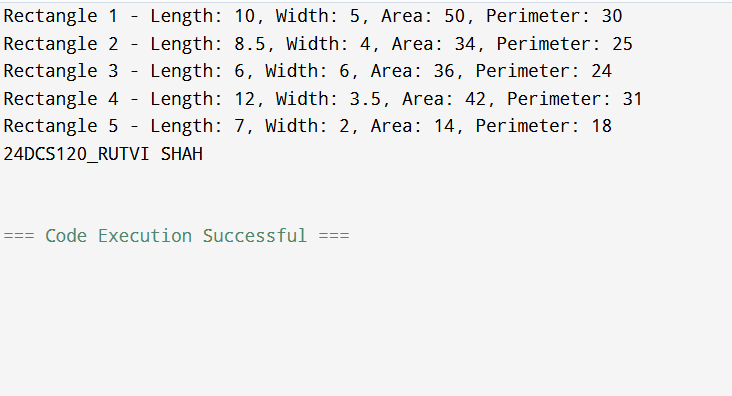 Rectangle 1 - Length: 10, Width: 5, Area: 50, Perimeter: 30
Rectangle 2 - Length: 8.5, Width: 4, Area: 34, Perimeter: 25
Rectangle 3 - Length: 6, Width: 6, Area: 36, Perimeter: 24
Rectangle 4 - Length: 12, Width: 3.5, Area: 42, Perimeter: 31
Rectangle 5 - Length: 7, Width: 2, Area: 14, Perimeter: 18
24DCS120_RUTVI SHAH
=== Code Execution Successful ===